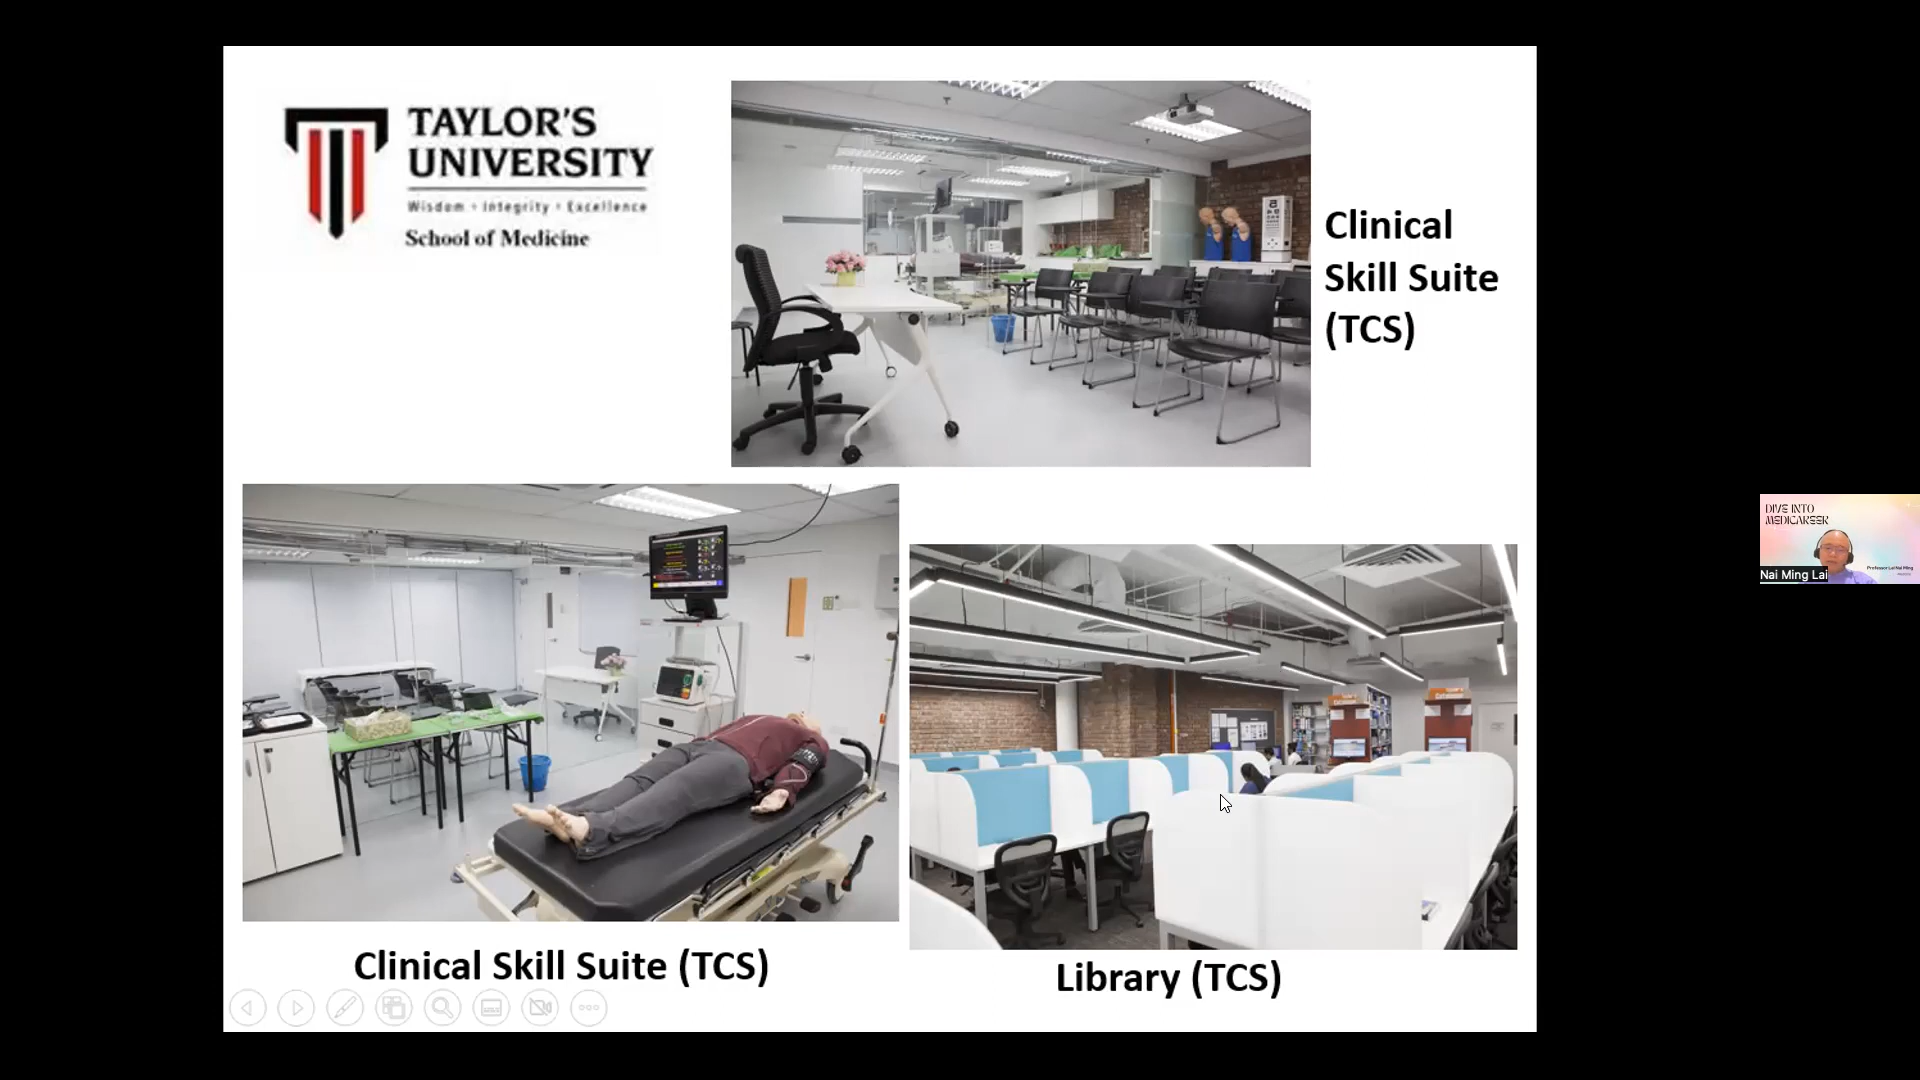 TAYLOR'S
UNIVERSITY
Wisdom • Integrity • Excellence
School of Medicine
Clinical
Skill Suite
(TCS)
Clinical Skill Suite (TCS)
Library (TCS)
DIVE INTO
MEDICAREER
Professor Lai Nai Ming
Nai Ming Lai